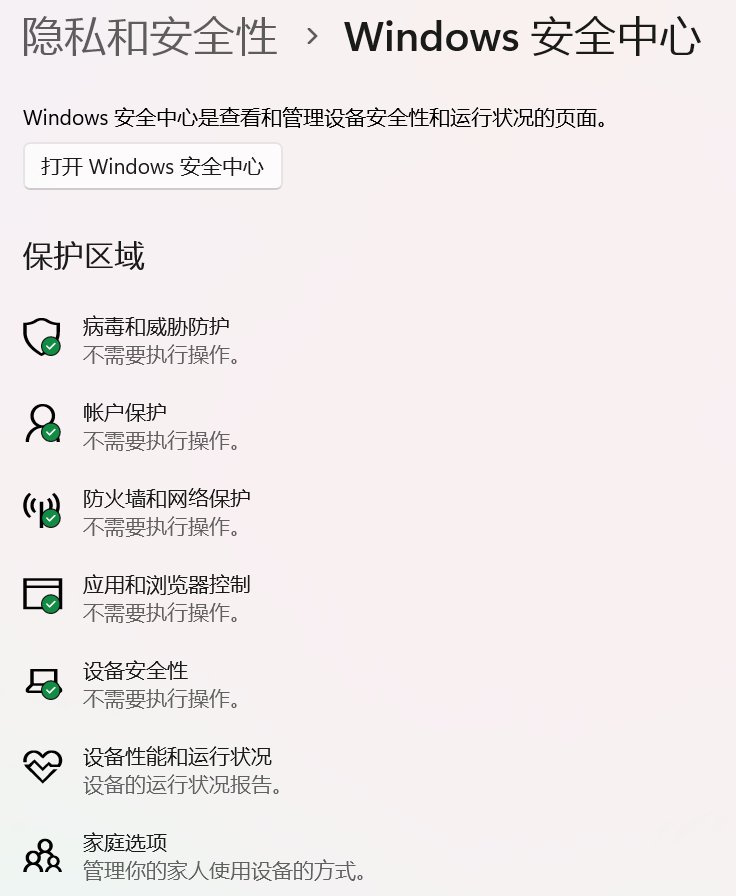 隐私和安全性 › Windows 安全中心
Windows 安全中心是查看和管理设备安全性和运行状况的页面。
打开 Windows 安全中心
保护区域
病毒和威胁防护
不需要执行操作。
帐户保护
不需要执行操作。
防火墙和网络保护
不需要执行操作。
应用和浏览器控制
不需要执行操作。
设备安全性
不需要执行操作。
设备性能和运行状况
设备的运行状况报告。
家庭选项
管理你的家人使用设备的方式。